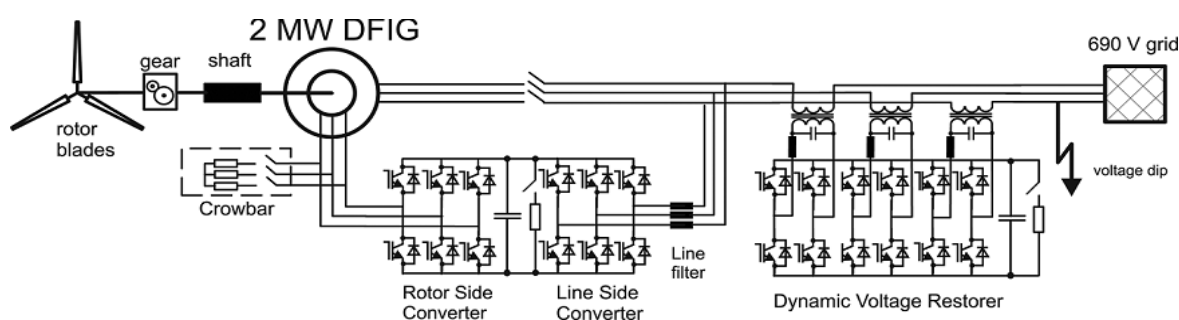 2 MW DFIG
690 V grid
gear
shaft
rotor
blades
voltage dip
Crowbar
Line
filter
Rotor Side
Converter
Line Side
Converter
Dynamic Voltage Restorer